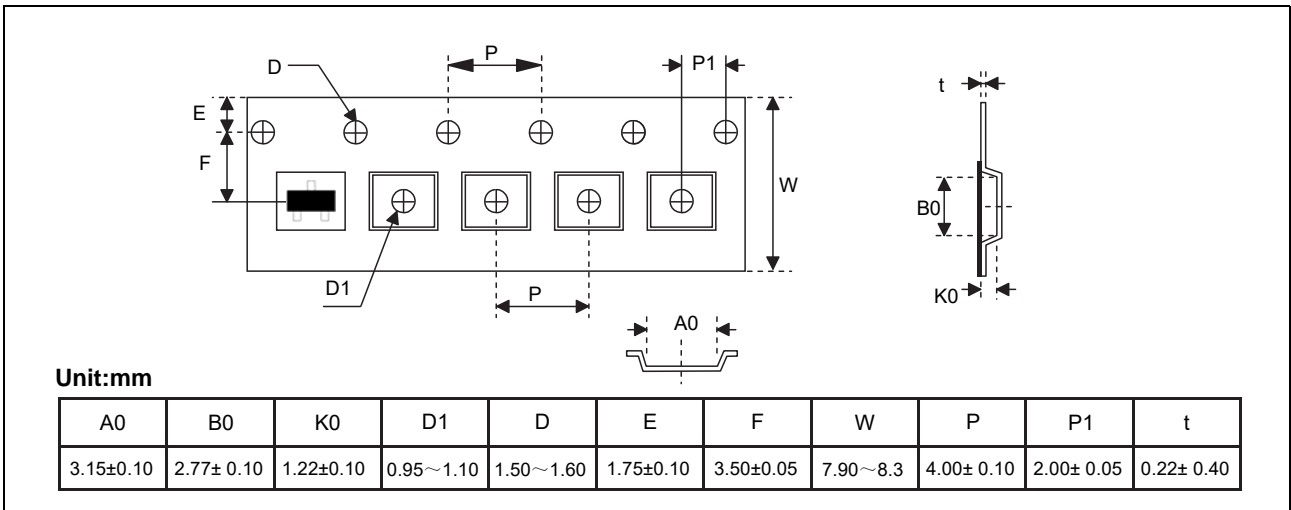 P
D
P1
t
E
F
W
B0
D1
P
K0
A0
Unit:mm
A0 B0 K0 D1 D E F W P P1 t
3.15±0.10 2.77± 0.10 1.22±0.10 0.95～1.10 1.50～1.60 1.75±0.10 3.50±0.05 7.90～8.3 4.00± 0.10 2.00± 0.05 0.22± 0.40